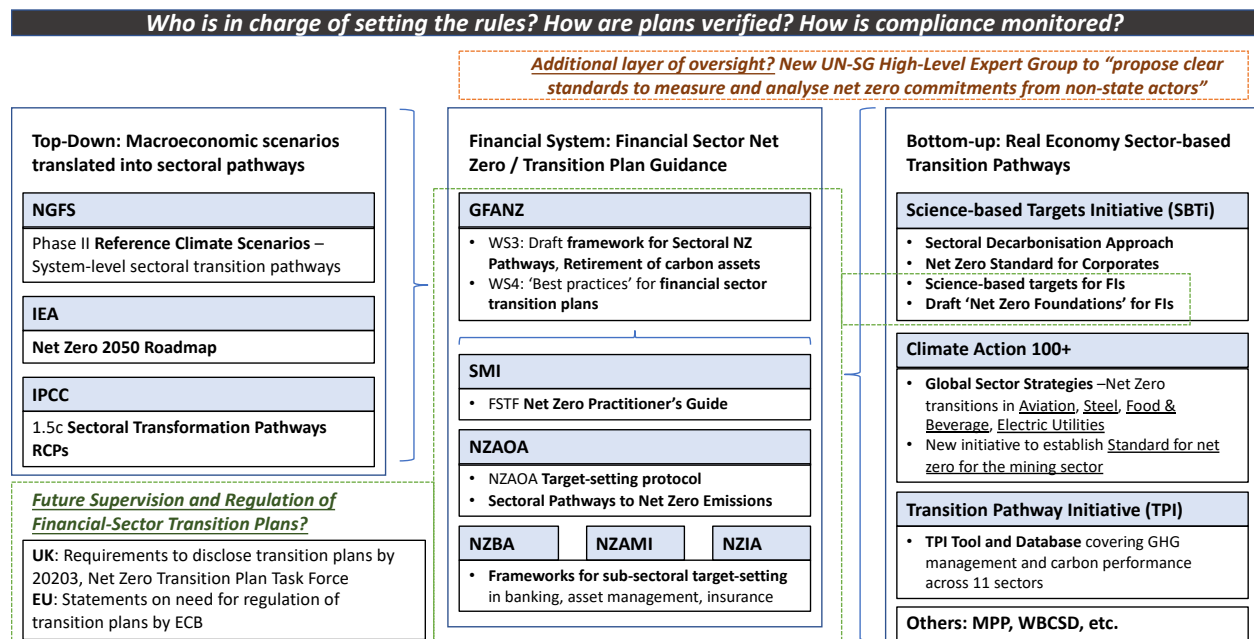 Who is in charge of setting the rules? How are plans verified? How is compliance monitored?
Additional layer of oversight? New UN-SG High-Level Expert Group to “propose clear
standards to measure and analyse net zero commitments from non-state actors”
Top-Down: Macroeconomic scenarios
translated into sectoral pathways
NGFS
Phase II Reference Climate Scenarios –
System-level sectoral transition pathways
IEA
Net Zero 2050 Roadmap
IPCC
1.5c Sectoral Transformation Pathways
RCPs
Future Supervision and Regulation of
Financial-Sector Transition Plans?
UK: Requirements to disclose transition plans by
20203, Net Zero Transition Plan Task Force
EU: Statements on need for regulation of
transition plans by ECB
Financial System: Financial Sector Net
Zero / Transition Plan Guidance
GFANZ
• WS3: Draft framework for Sectoral NZ
Pathways, Retirement of carbon assets
• WS4: ‘Best practices’ for financial sector
transition plans
SMI
• FSTF Net Zero Practitioner’s Guide
NZAOA
• NZAOA Target-setting protocol
• Sectoral Pathways to Net Zero Emissions
NZBA NZAMI NZIA
• Frameworks for sub-sectoral target-setting
in banking, asset management, insurance
Bottom-up: Real Economy Sector-based
Transition Pathways
Science-based Targets Initiative (SBTi)
• Sectoral Decarbonisation Approach
• Net Zero Standard for Corporates
• Science-based targets for FIs
• Draft ‘Net Zero Foundations’ for FIs
Climate Action 100+
• Global Sector Strategies –Net Zero
transitions in Aviation, Steel, Food &
Beverage, Electric Utilities
• New initiative to establish Standard for net
zero for the mining sector
Transition Pathway Initiative (TPI)
• TPI Tool and Database covering GHG
management and carbon performance
across 11 sectors
Others: MPP, WBCSD, etc.